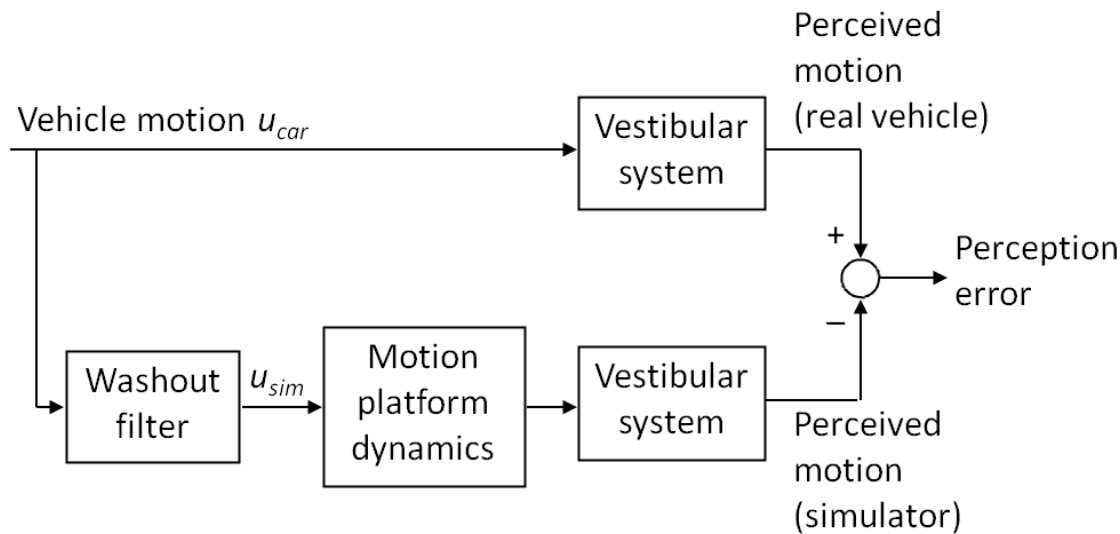 Perceived
motion
(real vehicle)
Vehicle motion u_car
Vestibular
system
+
Perception
error
–
Washout
filter
u_sim
Motion
platform
dynamics
Vestibular
system
Perceived
motion
(simulator)